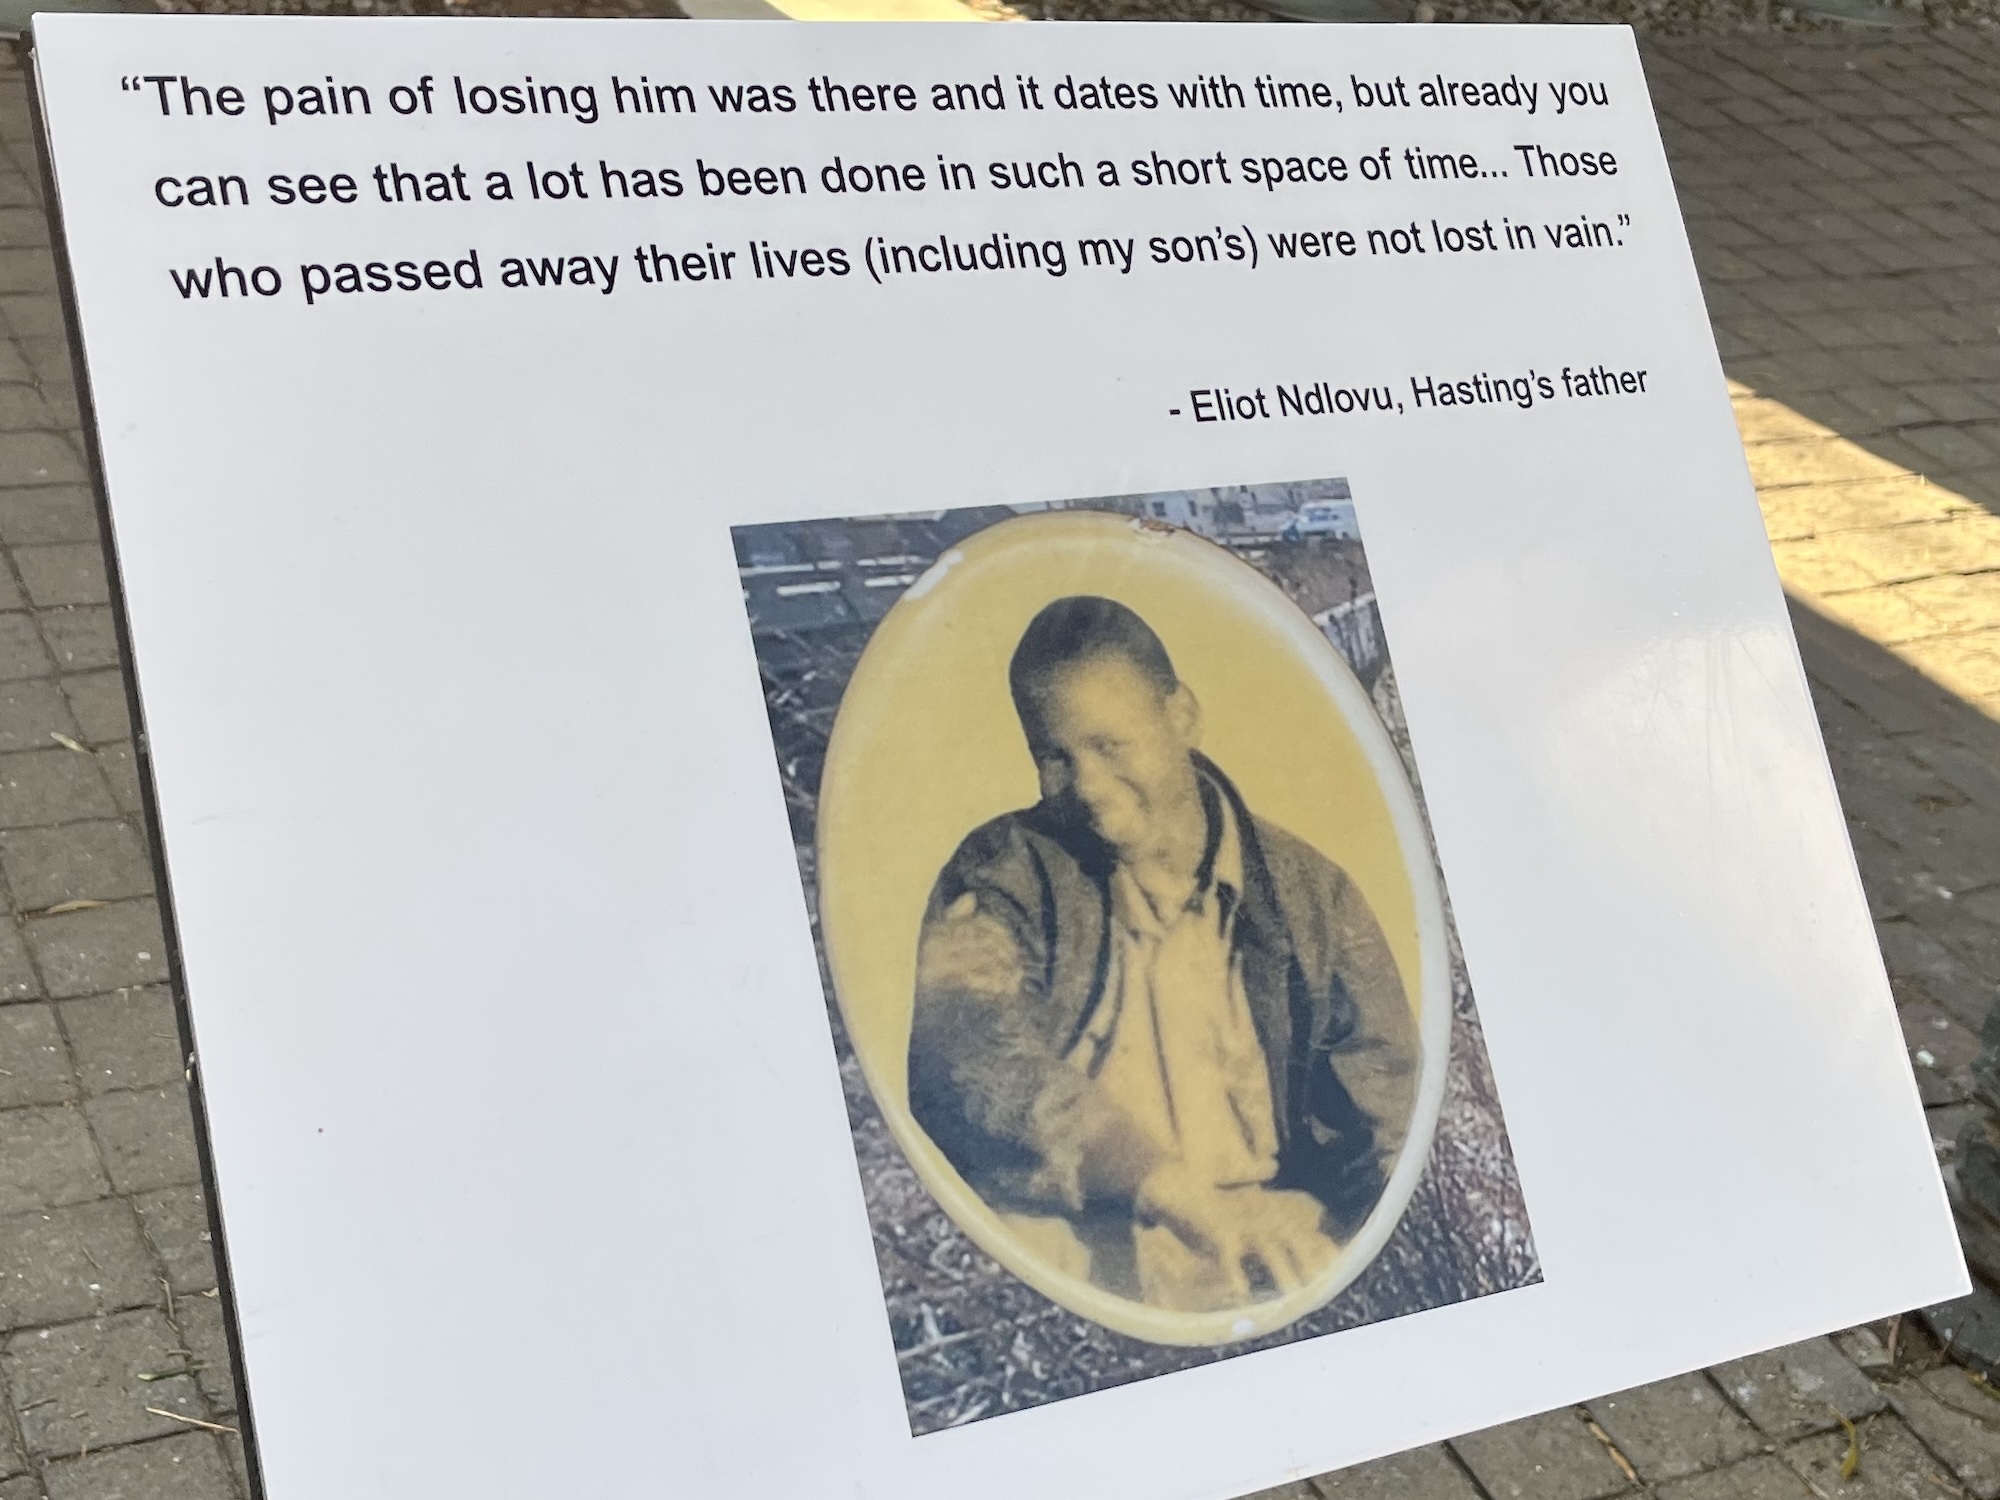 “The pain of losing him was there and it dates with time, but already you
can see that a lot has been done in such a short space of time... Those
who passed away their lives (including my son’s) were not lost in vain.”
- Eliot Ndlovu, Hasting’s father